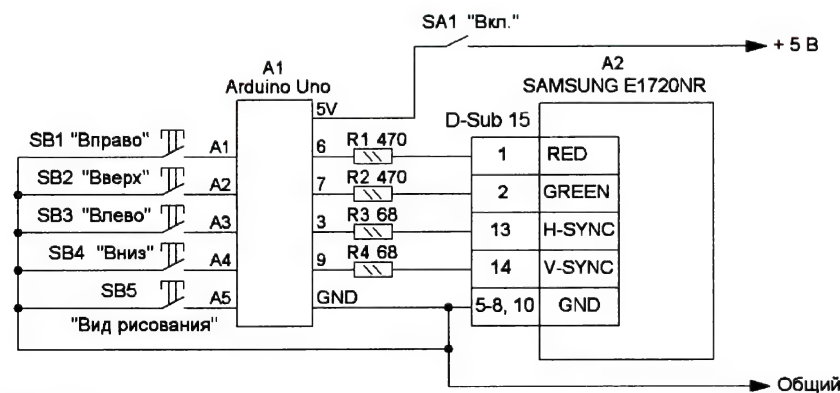 SA1 "Вкл."
+ 5 В
A1
Arduino Uno
A2
SAMSUNG E1720NR
5V
D-Sub 15
SB1 "Вправо"
A1
6
R1 470
1
RED
SB2 "Вверх"
A2
7
R2 470
2
GREEN
SB3 "Влево"
A3
3
R3 68
13
H-SYNC
SB4 "Вниз"
A4
9
R4 68
14
V-SYNC
SB5
A5
GND
5-8, 10
GND
"Вид рисования"
Общий